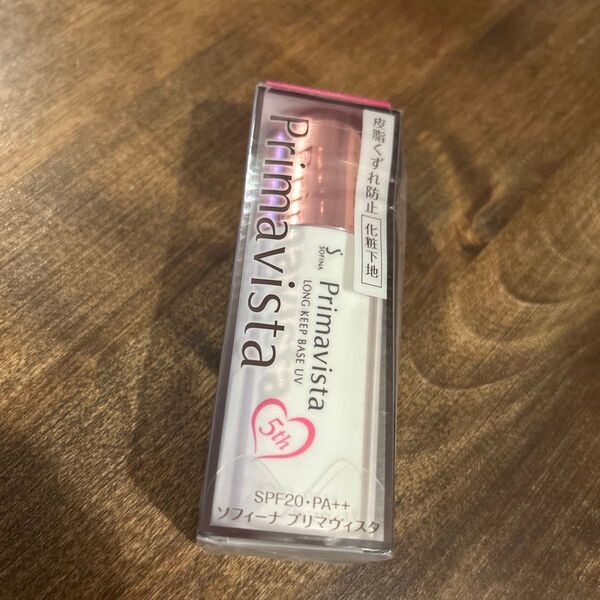 Primavista
皮脂くずれ防止 化粧下地
S
SOFINA
Primavista
LONG KEEP BASE UV
5th
SPF20・PA++
ソフィーナ プリマヴィスタ